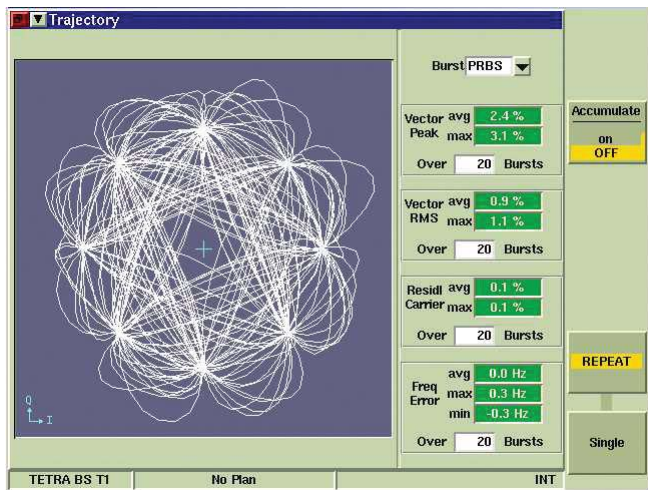 Trajectory
Burst PRBS
Vector Peak avg 2.4 %
max 3.1 %
Over 20 Bursts
Vector RMS avg 0.9 %
max 1.1 %
Over 20 Bursts
Residl Carrier avg 0.1 %
max 0.1 %
Over 20 Bursts
Freq Error avg 0.0 Hz
max 0.3 Hz
min -0.3 Hz
Over 20 Bursts
Q
I
Accumulate
on
OFF
REPEAT
Single
TETRA BS T1 No Plan INT